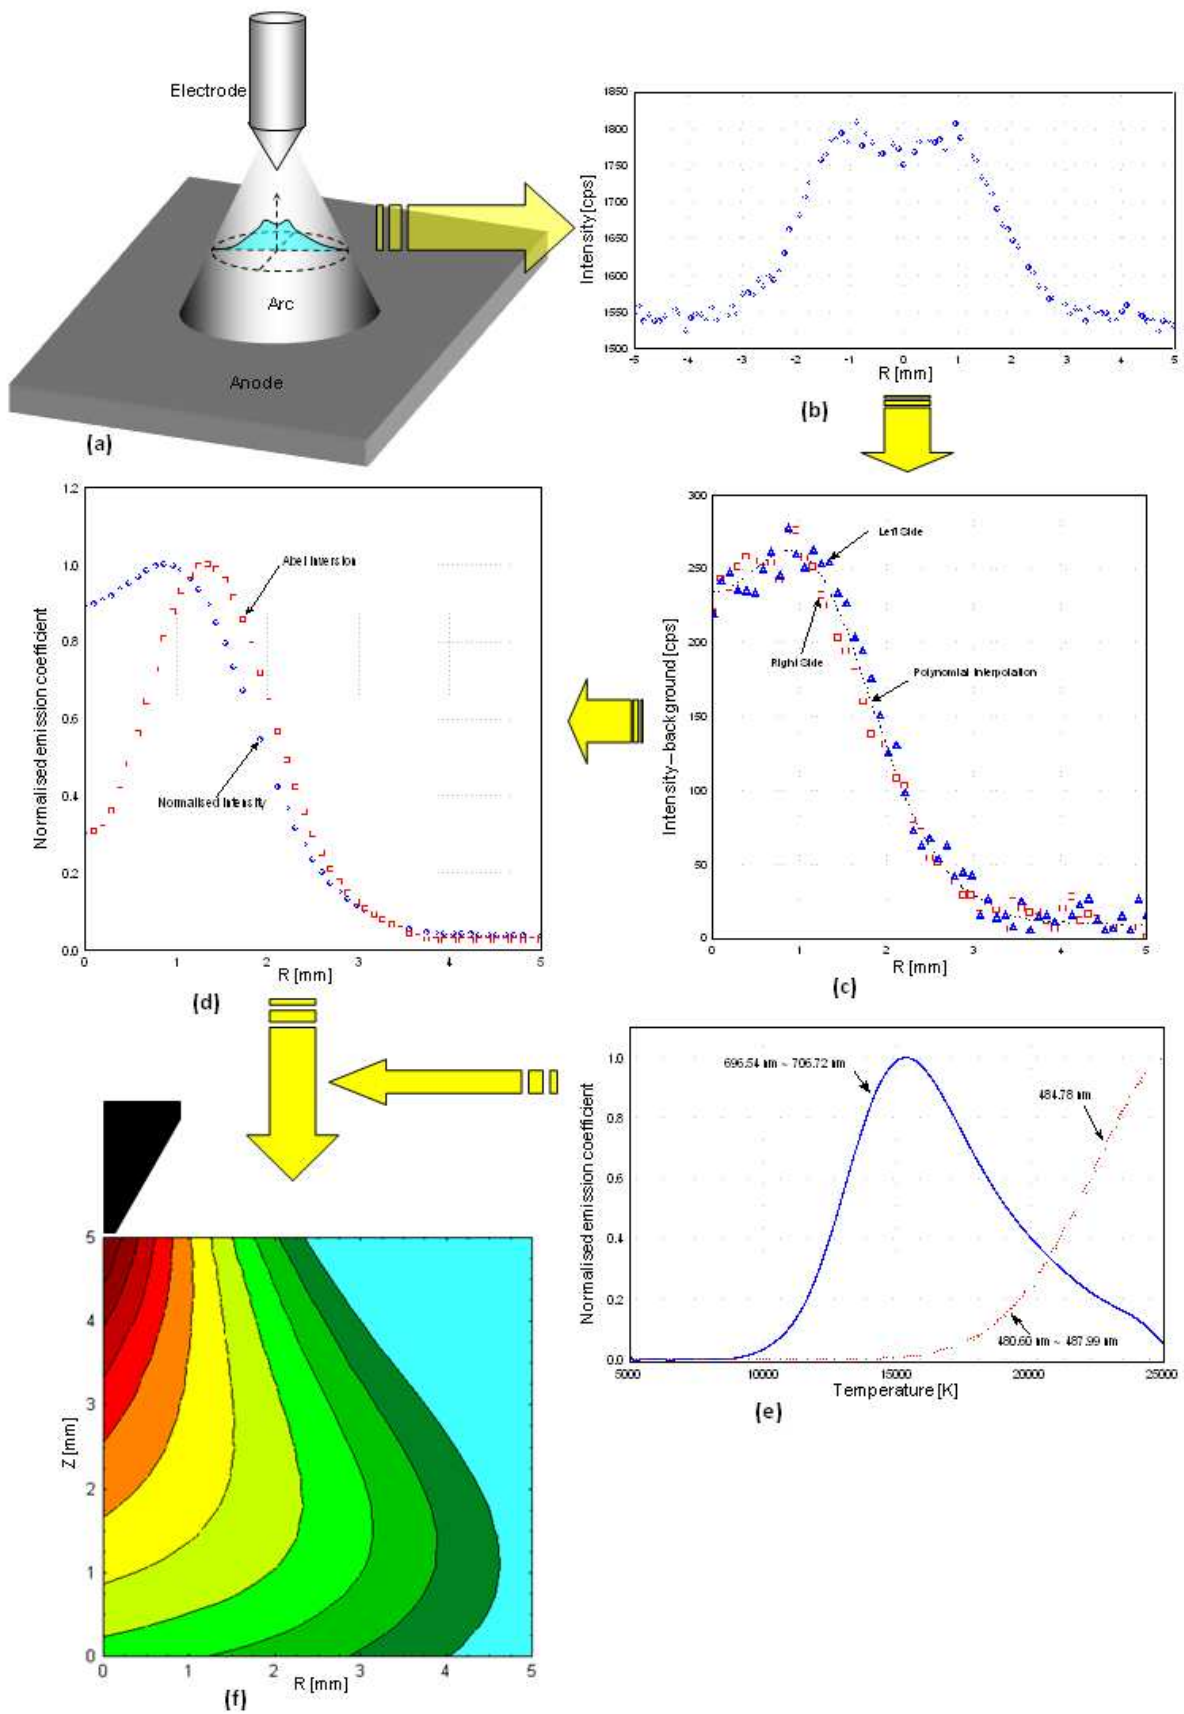 Electrode
Arc
Anode
(a)
Intensity [cps]
1850
1800
1750
1700
1650
1600
1550
1500
-5 -4 -3 -2 -1 0 1 2 3 4 5
R [mm]
(b)
Intensity-background [cps]
300
250
200
150
100
50
0
Left Side
Right Side
Polynomial Interpolation
0 1 2 3 4 5
R [mm]
(c)
Normalised emission coefficient
1.2
1.0
0.8
0.6
0.4
0.2
0.0
Abel Inversion
Normalised Intensity
0 1 2 3 4 5
R [mm]
(d)
Normalised emission coefficient
1.0
0.8
0.6
0.4
0.2
0.0
696.54 nm ~ 706.72 nm
484.78 nm
480.60 nm ~ 487.99 nm
5000 10000 15000 20000 25000
Temperature [K]
(e)
Z [mm]
5
4
3
2
1
0
0 1 2 3 4 5
R [mm]
(f)